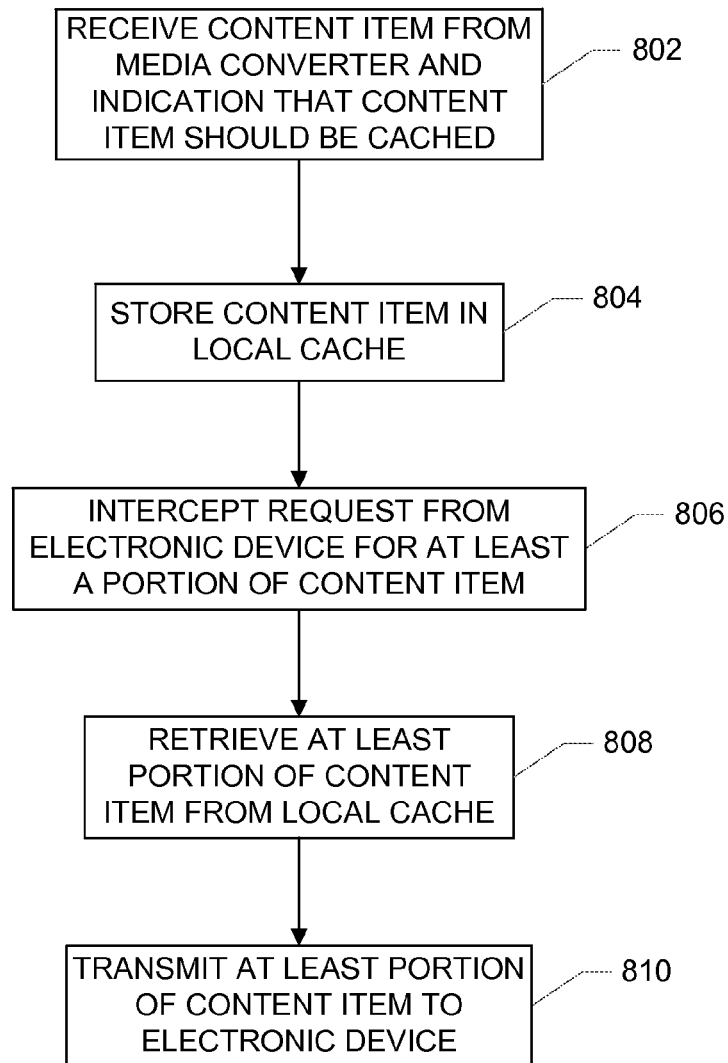 RECEIVE CONTENT ITEM FROM
MEDIA CONVERTER AND
INDICATION THAT CONTENT
ITEM SHOULD BE CACHED
802
STORE CONTENT ITEM IN
LOCAL CACHE
804
INTERCEPT REQUEST FROM
ELECTRONIC DEVICE FOR AT LEAST
A PORTION OF CONTENT ITEM
806
RETRIEVE AT LEAST
PORTION OF CONTENT
ITEM FROM LOCAL CACHE
808
TRANSMIT AT LEAST PORTION
OF CONTENT ITEM TO
ELECTRONIC DEVICE
810